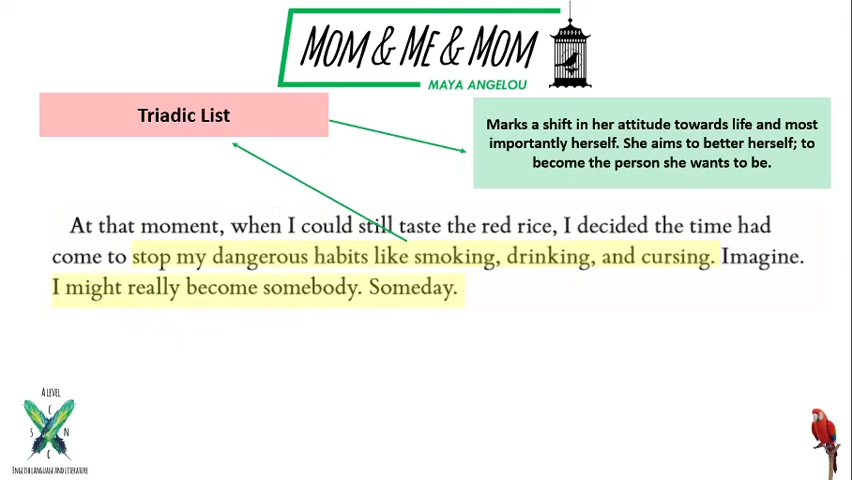 MOM & ME & MOM
MAYA ANGELOU
Triadic List
Marks a shift in her attitude towards life and most
importantly herself. She aims to better herself; to
become the person she wants to be.
At that moment, when I could still taste the red rice, I decided the time had
come to stop my dangerous habits like smoking, drinking, and cursing. Imagine.
I might really become somebody. Someday.
A LEVEL
C
S N
C
ENGLISH LANGUAGE AND LITERATURE